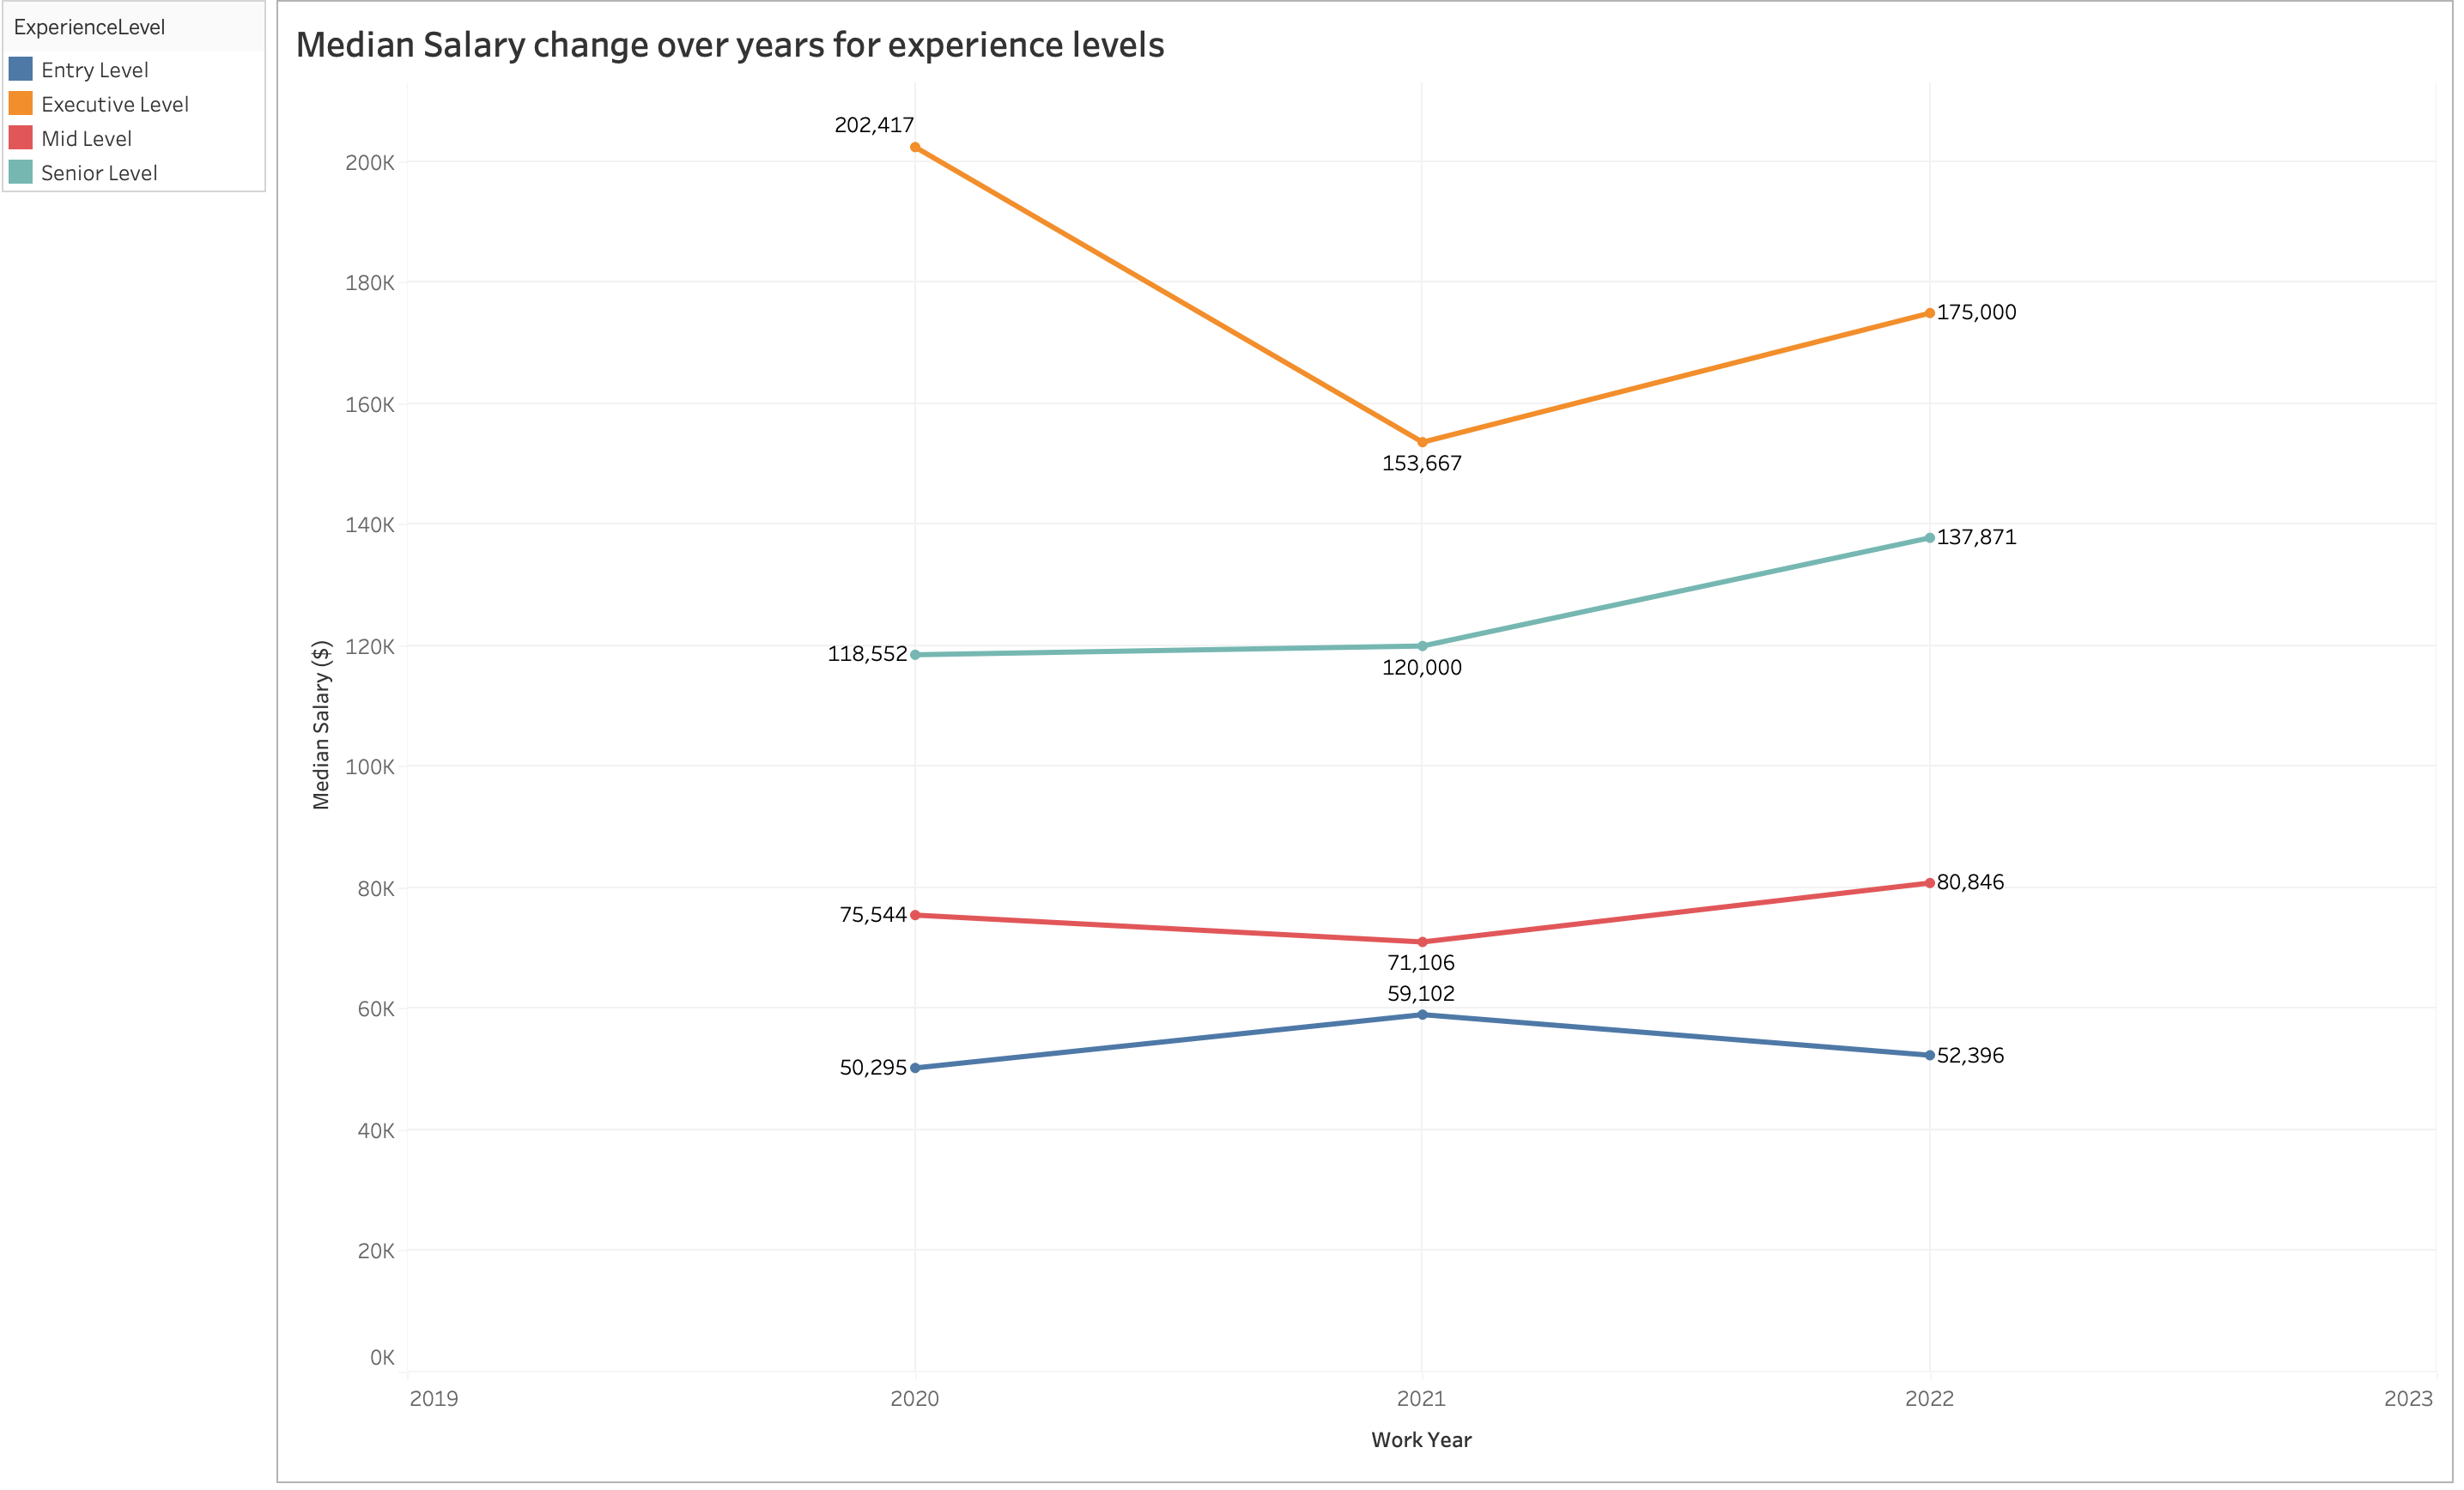 ExperienceLevel
Entry Level
Executive Level
Mid Level
Senior Level
Median Salary change over years for experience levels
Median Salary ($)
200K
180K
160K
140K
120K
100K
80K
60K
40K
20K
0K
202,417
153,667
175,000
118,552
120,000
137,871
75,544
71,106
80,846
50,295
59,102
52,396
2019 2020 2021 2022 2023
Work Year